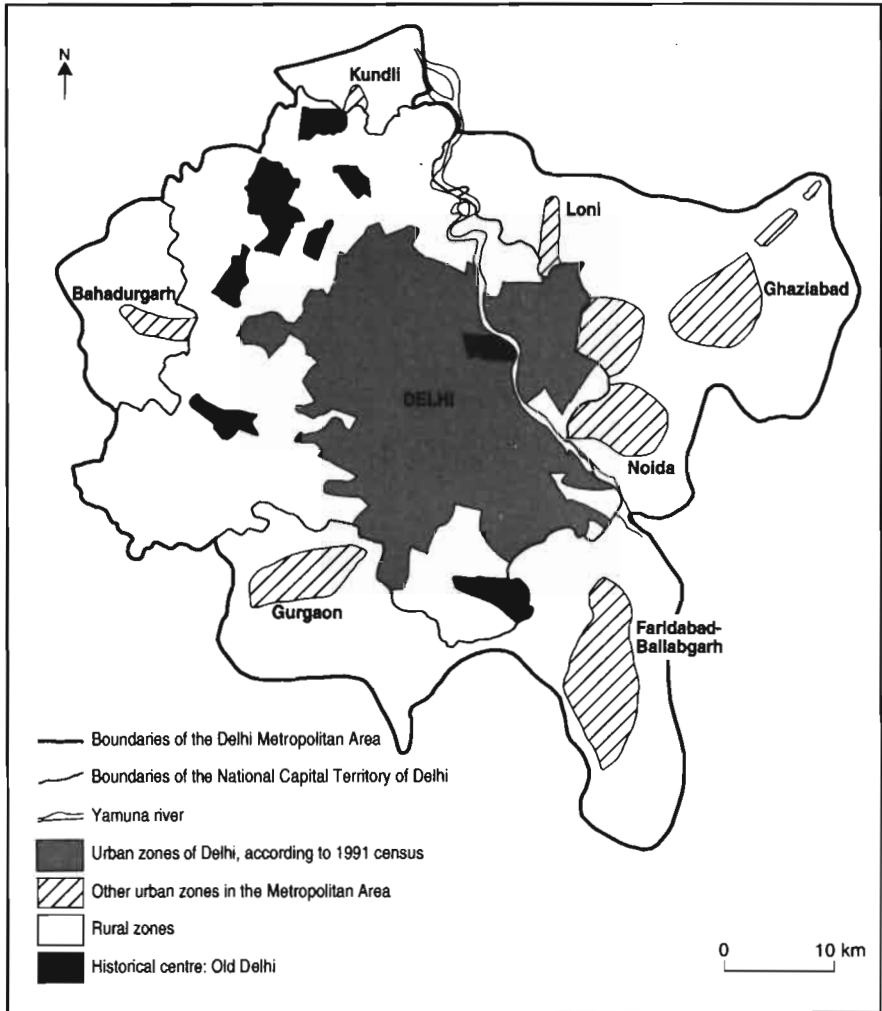 N
Kundli
Loni
Ghaziabad
Bahadurgarh
DELHI
Noida
Gurgaon
Faridabad-
Ballabgarh
Boundaries of the Delhi Metropolitan Area
Boundaries of the National Capital Territory of Delhi
Yamuna river
Urban zones of Delhi, according to 1991 census
Other urban zones in the Metropolitan Area
Rural zones
Historical centre: Old Delhi
0 10 km